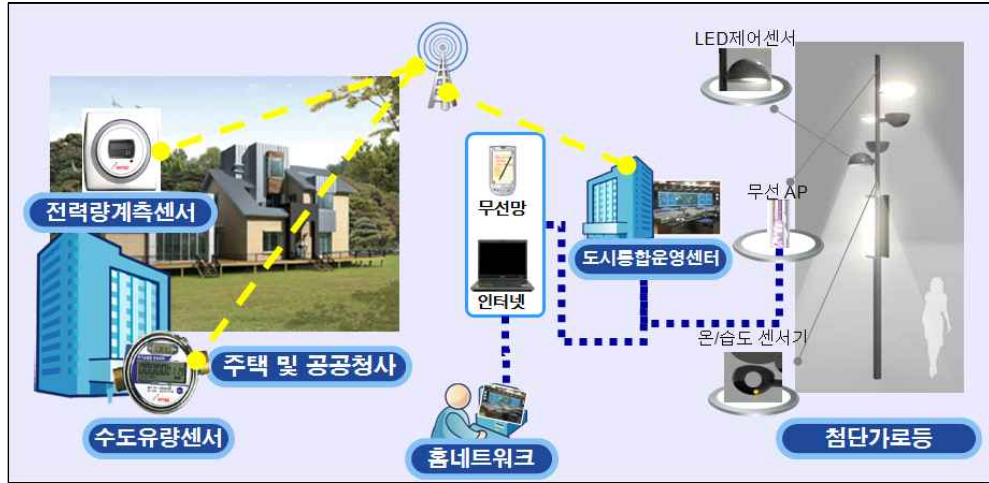 LED제어센서
무선 AP
온/습도 센서기
첨단가로등
전력량계측센서
주택 및 공공청사
수도유량센서
무선망
인터넷
홈네트워크
도시통합운영센터